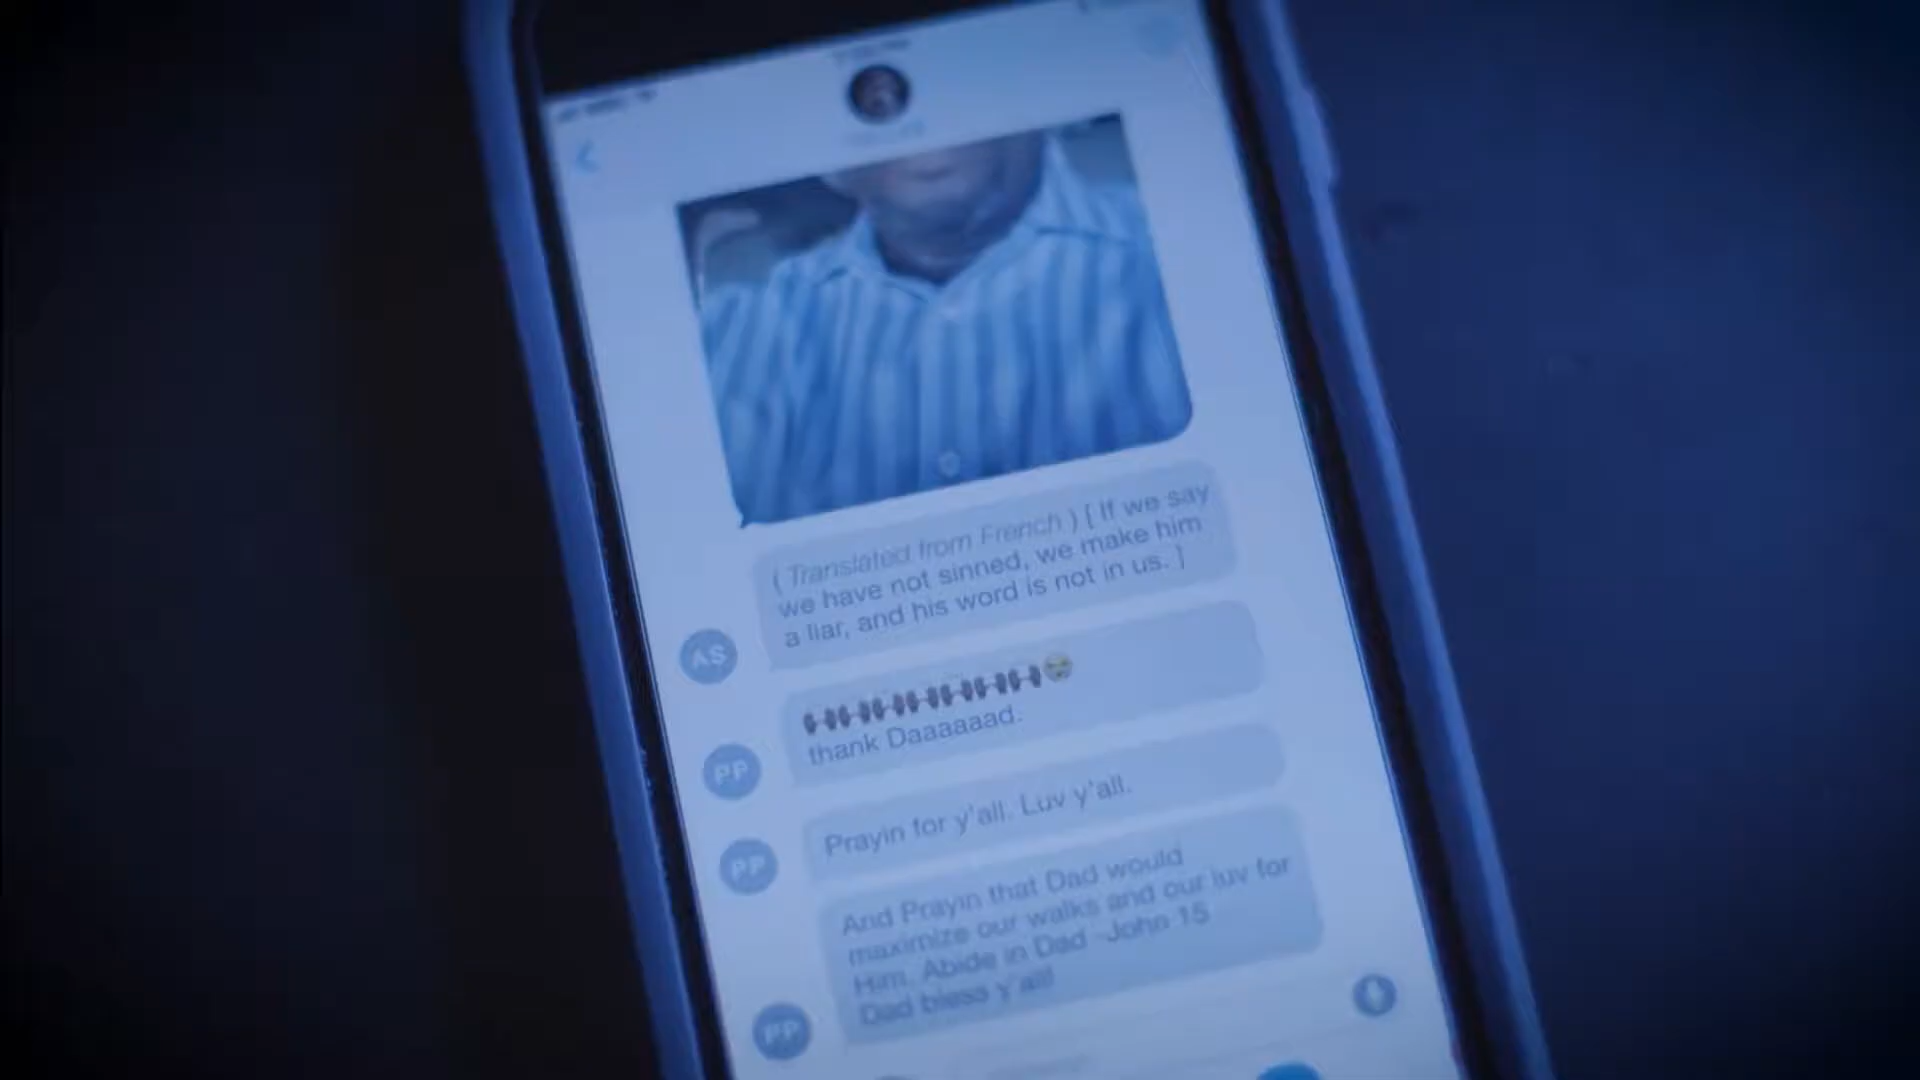 ( Translated from French ) [ If we say
we have not sinned, we make him
a liar, and his word is not in us. ]
AS
thank Daaaaaad.
PP
Prayin for y'all. Luv y'all.
PP
And Prayin that Dad would
maximize our walks and our luv for
Him. Abide in Dad -John 15
Dad bless y'all
PP